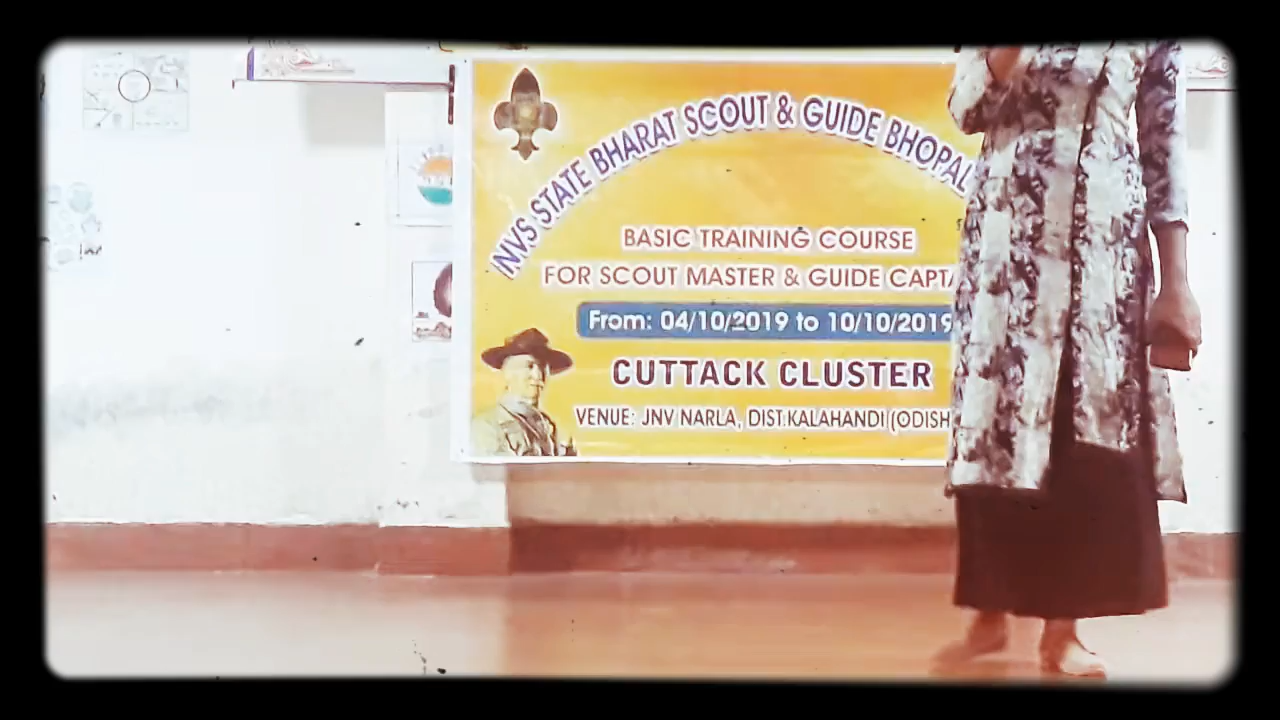 NVS STATE BHARAT SCOUT & GUIDE BHOPAL
BASIC TRAINING COURSE
FOR SCOUT MASTER & GUIDE CAPTA
From: 04/10/2019 to 10/10/2019
CUTTACK CLUSTER
VENUE: JNV NARLA, DIST.KALAHANDI (ODISH